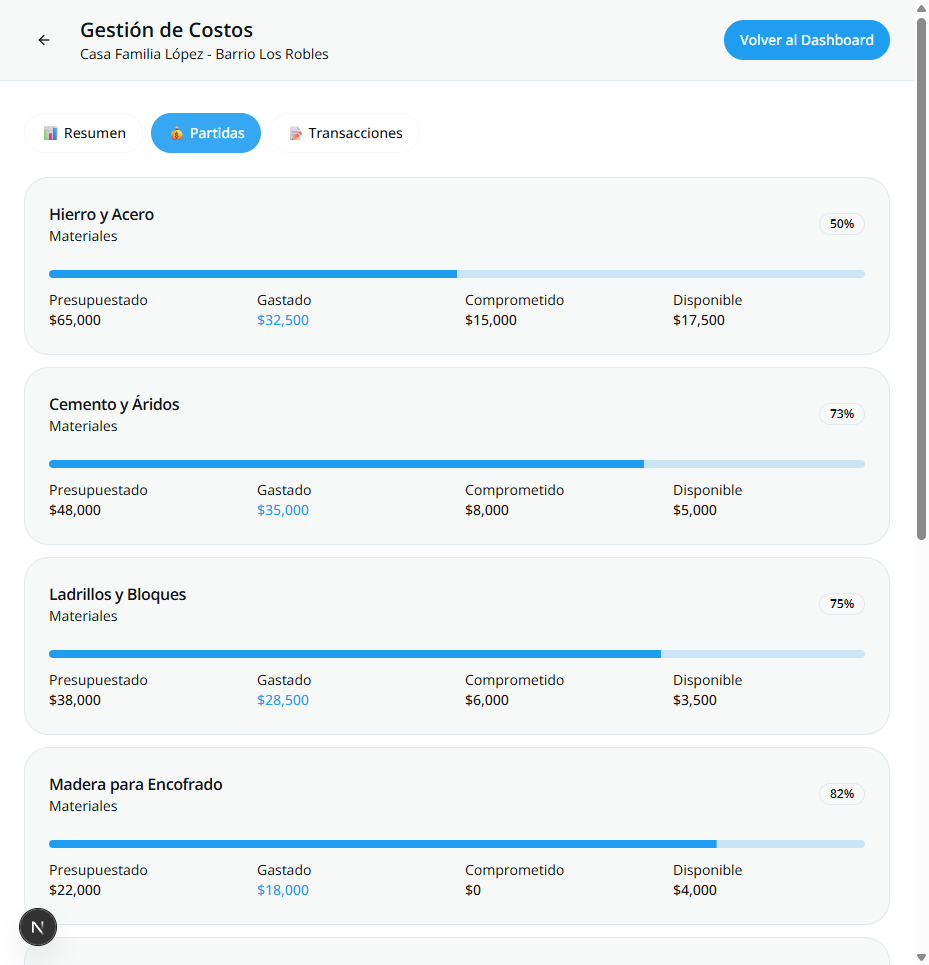 Gestión de Costos
Casa Familia López - Barrio Los Robles
Volver al Dashboard
Resumen
Partidas
Transacciones
Hierro y Acero
Materiales
50%
Presupuestado Gastado Comprometido Disponible
$65,000 $32,500 $15,000 $17,500
Cemento y Áridos
Materiales
73%
Presupuestado Gastado Comprometido Disponible
$48,000 $35,000 $8,000 $5,000
Ladrillos y Bloques
Materiales
75%
Presupuestado Gastado Comprometido Disponible
$38,000 $28,500 $6,000 $3,500
Madera para Encofrado
Materiales
82%
Presupuestado Gastado Comprometido Disponible
$22,000 $18,000 $0 $4,000
N